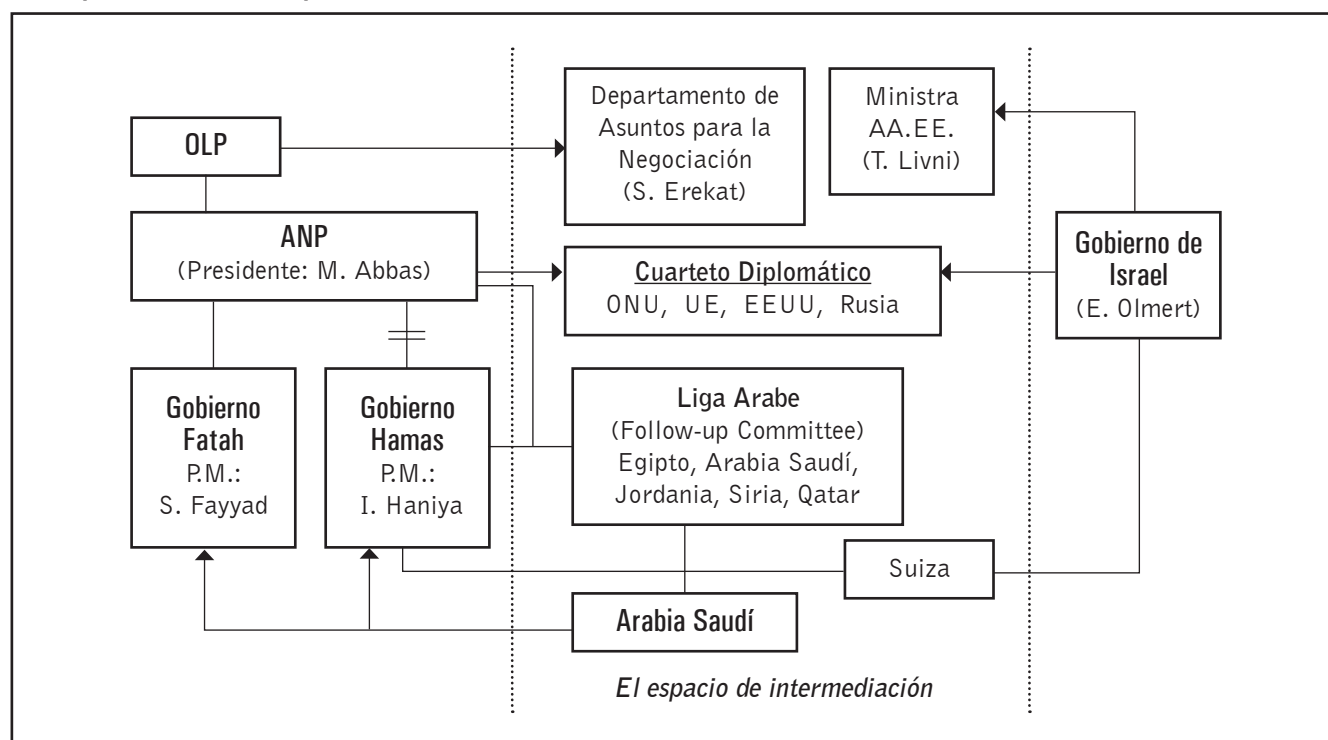 OLP
Departamento de
Asuntos para la
Negociación
(S. Erekat)
Ministra
AA.EE.
(T. Livni)
ANP
(Presidente: M. Abbas)
Cuarteto Diplomático
ONU, UE, EEUU, Rusia
Gobierno de
Israel
(E. Olmert)
Gobierno
Fatah
P.M.:
S. Fayyad
Gobierno
Hamas
P.M.:
I. Haniya
Liga Arabe
(Follow-up Committee)
Egipto, Arabia Saudí,
Jordania, Siria, Qatar
Suiza
Arabia Saudí
El espacio de intermediación